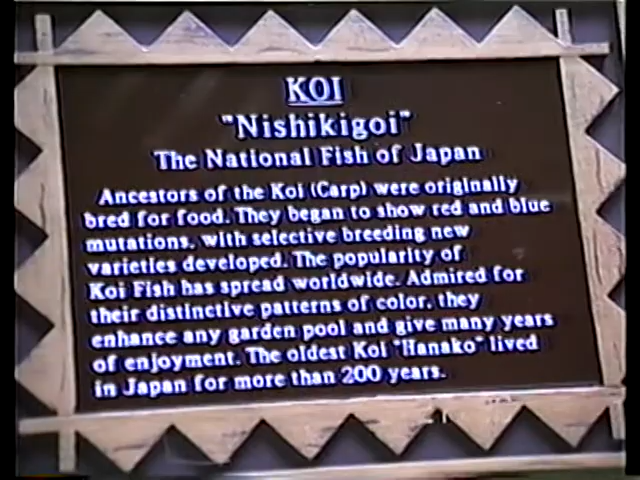 KOI
"Nishikigoi"
The National Fish of Japan
Ancestors of the Koi (Carp) were originally
bred for food. They began to show red and blue
mutations, with selective breeding new
varieties developed. The popularity of
Koi Fish has spread worldwide. Admired for
their distinctive patterns of color, they
enhance any garden pool and give many years
of enjoyment. The oldest Koi "Hanako" lived
in Japan for more than 200 years.